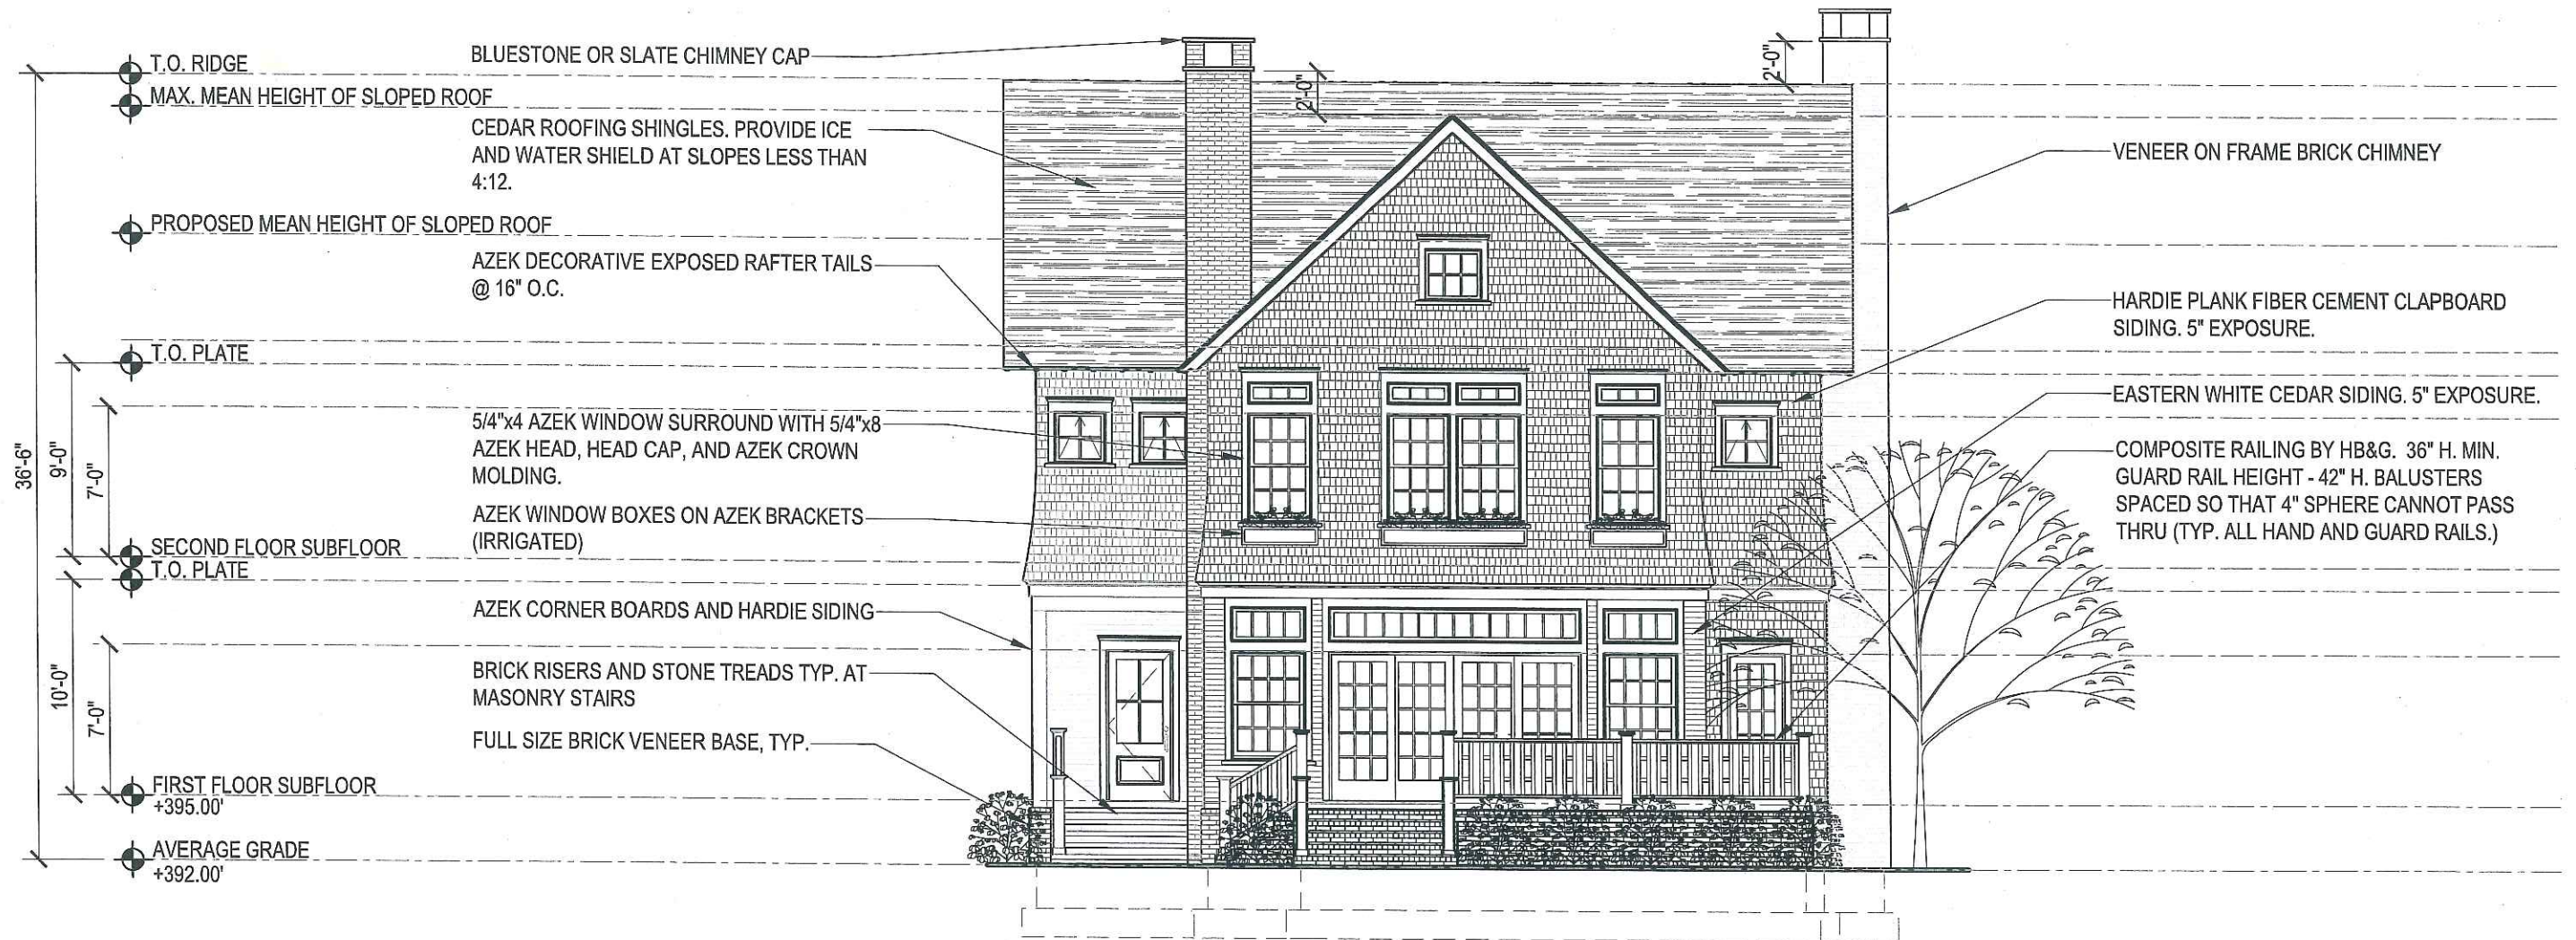 T.O. RIDGE
MAX. MEAN HEIGHT OF SLOPED ROOF
PROPOSED MEAN HEIGHT OF SLOPED ROOF
T.O. PLATE
SECOND FLOOR SUBFLOOR
T.O. PLATE
FIRST FLOOR SUBFLOOR
+395.00'
AVERAGE GRADE
+392.00'
36'-6"
9'-0"
7'-0"
10'-0"
7'-0"
BLUESTONE OR SLATE CHIMNEY CAP
CEDAR ROOFING SHINGLES. PROVIDE ICE
AND WATER SHIELD AT SLOPES LESS THAN
4:12.
AZEK DECORATIVE EXPOSED RAFTER TAILS
@ 16" O.C.
5/4"x4 AZEK WINDOW SURROUND WITH 5/4"x8
AZEK HEAD, HEAD CAP, AND AZEK CROWN
MOLDING.
AZEK WINDOW BOXES ON AZEK BRACKETS
(IRRIGATED)
AZEK CORNER BOARDS AND HARDIE SIDING
BRICK RISERS AND STONE TREADS TYP. AT
MASONRY STAIRS
FULL SIZE BRICK VENEER BASE, TYP.
2'-0"
2'-0"
VENEER ON FRAME BRICK CHIMNEY
HARDIE PLANK FIBER CEMENT CLAPBOARD
SIDING. 5" EXPOSURE.
EASTERN WHITE CEDAR SIDING. 5" EXPOSURE.
COMPOSITE RAILING BY HB&G. 36" H. MIN.
GUARD RAIL HEIGHT - 42" H. BALUSTERS
SPACED SO THAT 4" SPHERE CANNOT PASS
THRU (TYP. ALL HAND AND GUARD RAILS.)